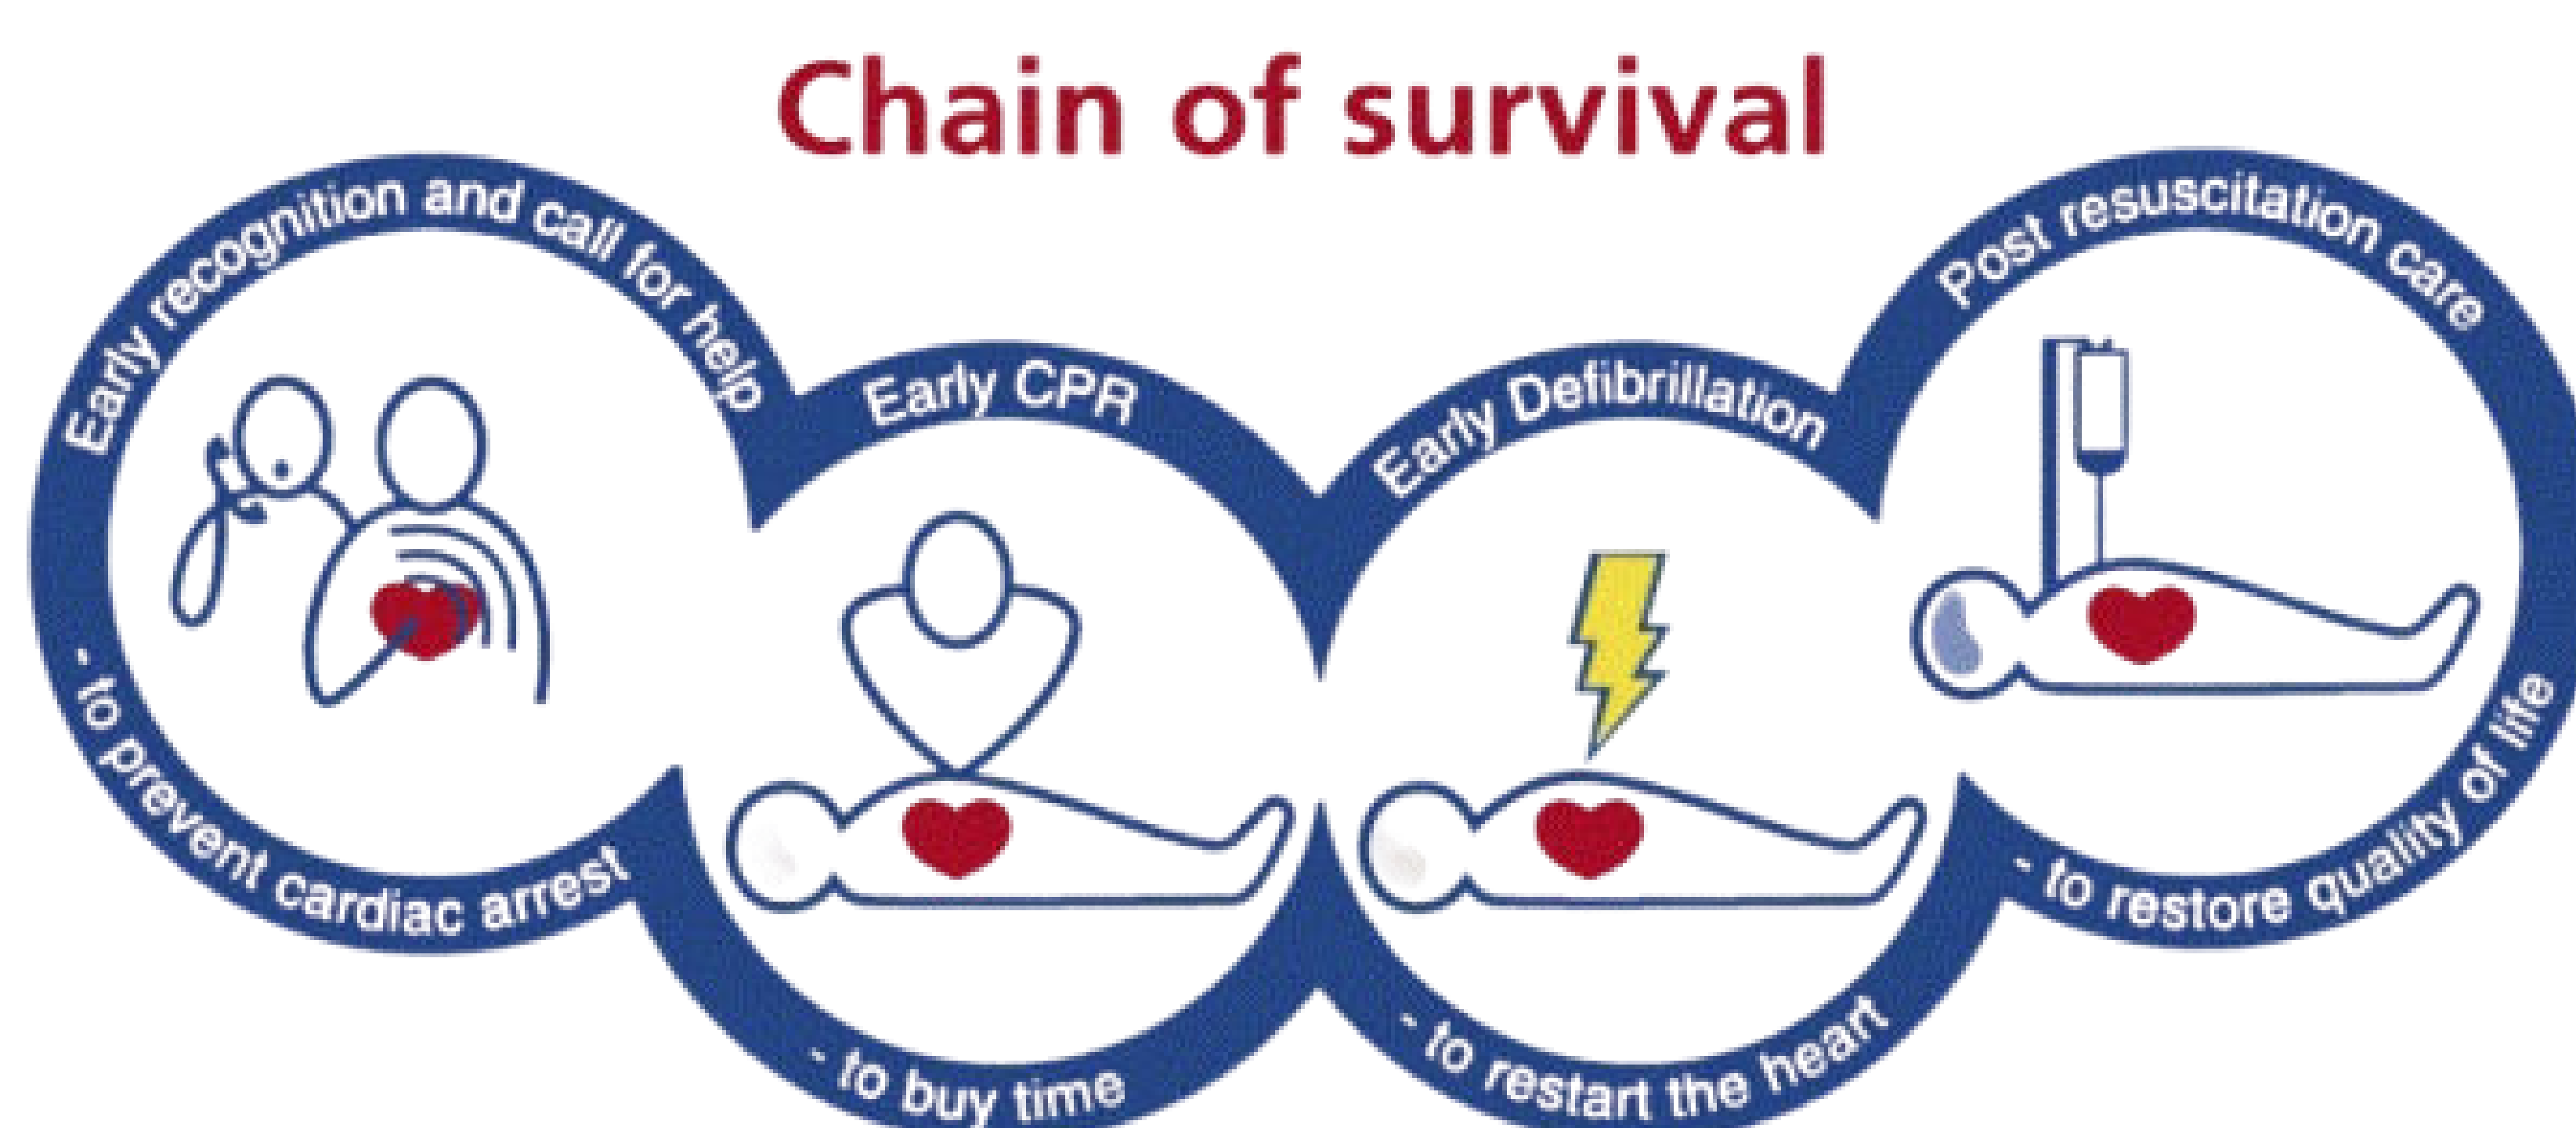 Chain of survival
Early recognition and call for help
- to prevent cardiac arrest
Early CPR
- to buy time
Early Defibrillation
- to restart the heart
Post resuscitation care
- to restore quality of life